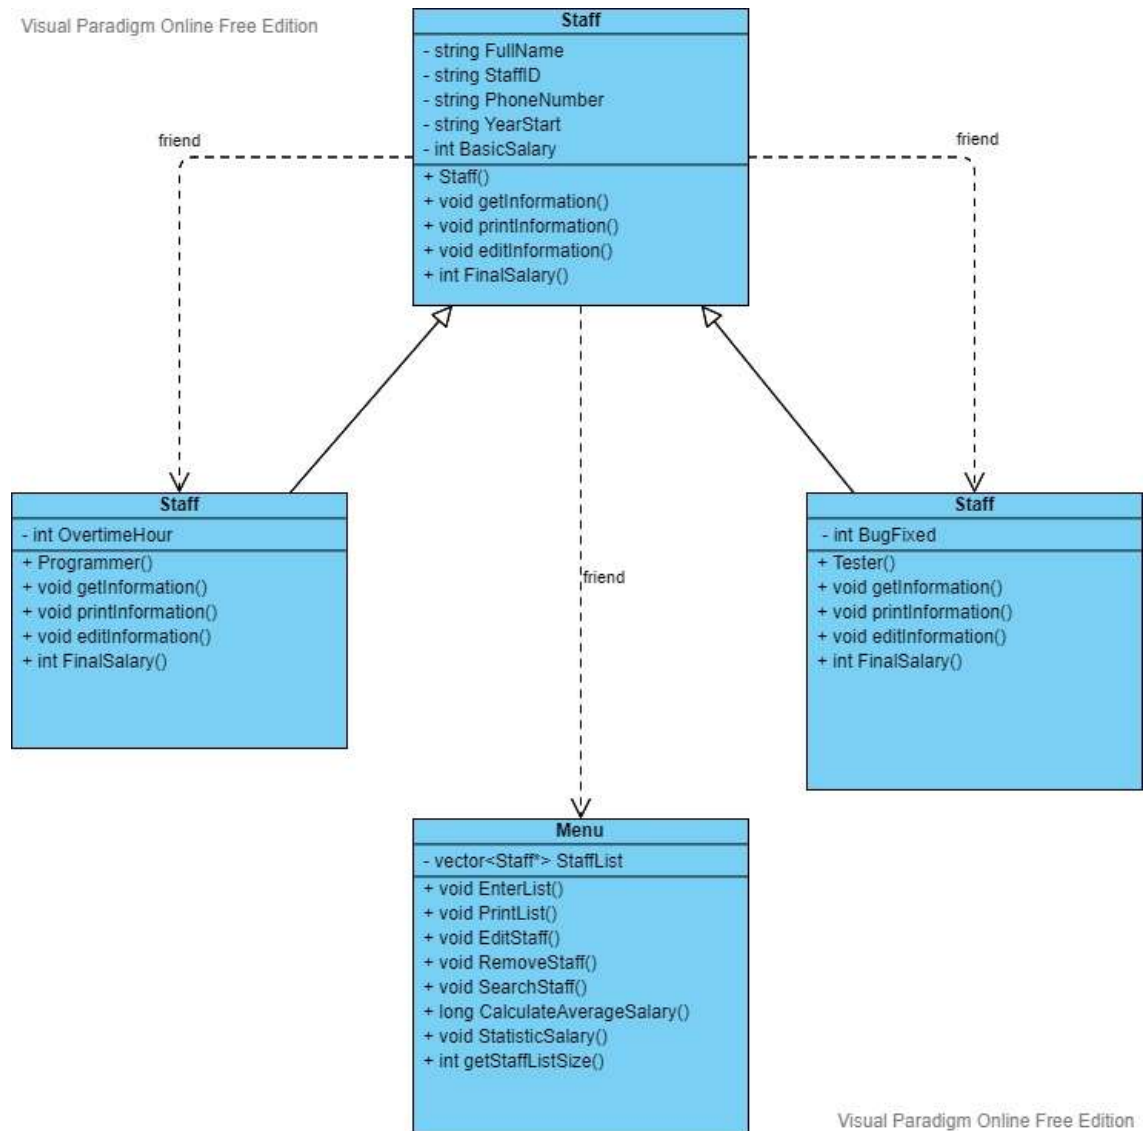 Visual Paradigm Online Free Edition
Staff
- string FullName
- string StaffID
- string PhoneNumber
- string YearStart
- int BasicSalary
+ Staff()
+ void getInformation()
+ void printInformation()
+ void editInformation()
+ int FinalSalary()
friend
friend
Staff
- int OvertimeHour
+ Programmer()
+ void getInformation()
+ void printInformation()
+ void editInformation()
+ int FinalSalary()
friend
Staff
- int BugFixed
+ Tester()
+ void getInformation()
+ void printInformation()
+ void editInformation()
+ int FinalSalary()
Menu
- vector<Staff*> StaffList
+ void EnterList()
+ void PrintList()
+ void EditStaff()
+ void RemoveStaff()
+ void SearchStaff()
+ long CalculateAverageSalary()
+ void StatisticSalary()
+ int getStaffListSize()
Visual Paradigm Online Free Edition